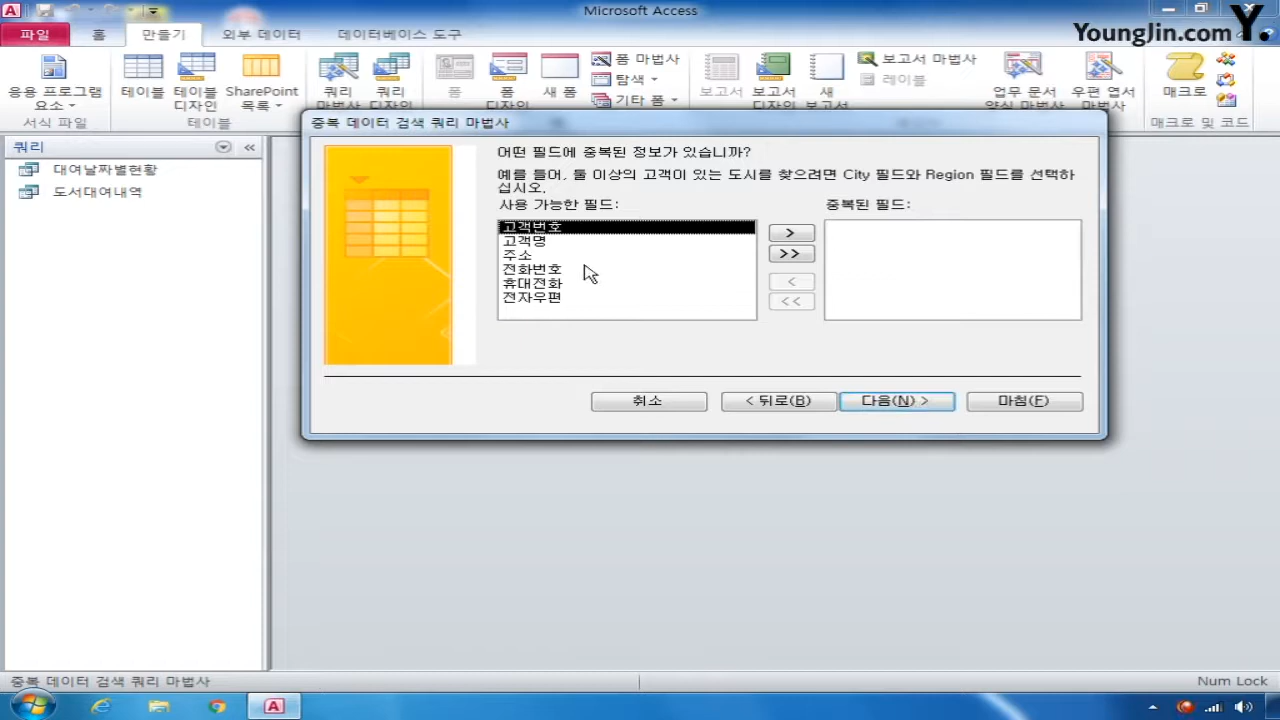 Microsoft Access
Y.
YoungJin.com
파일
홈
만들기
외부 데이터
데이터베이스 도구
응용 프로그램
요소
서식 파일
테이블
테이블
디자인
SharePoint
목록
테이블
쿼리
마법사
쿼리
디자인
폼
폼
디자인
새 폼
폼 마법사
탐색
기타 폼
보고서
보고서
디자인
새
보고서
보고서 마법사
레이블
업무 문서
양식 마법사
우편 엽서
마법사
매크로
매크로 및 코드
쿼리
대여날짜별현황
도서대여내역
중복 데이터 검색 쿼리 마법사
어떤 필드에 중복된 정보가 있습니까?
예를 들어, 둘 이상의 고객이 있는 도시를 찾으려면 City 필드와 Region 필드를 선택하
십시오.
사용 가능한 필드:
고객번호
고객명
주소
전화번호
휴대전화
전자우편
>
>>
<
<<
중복된 필드:
취소
< 뒤로(B)
다음(N) >
마침(F)
중복 데이터 검색 쿼리 마법사
Num Lock